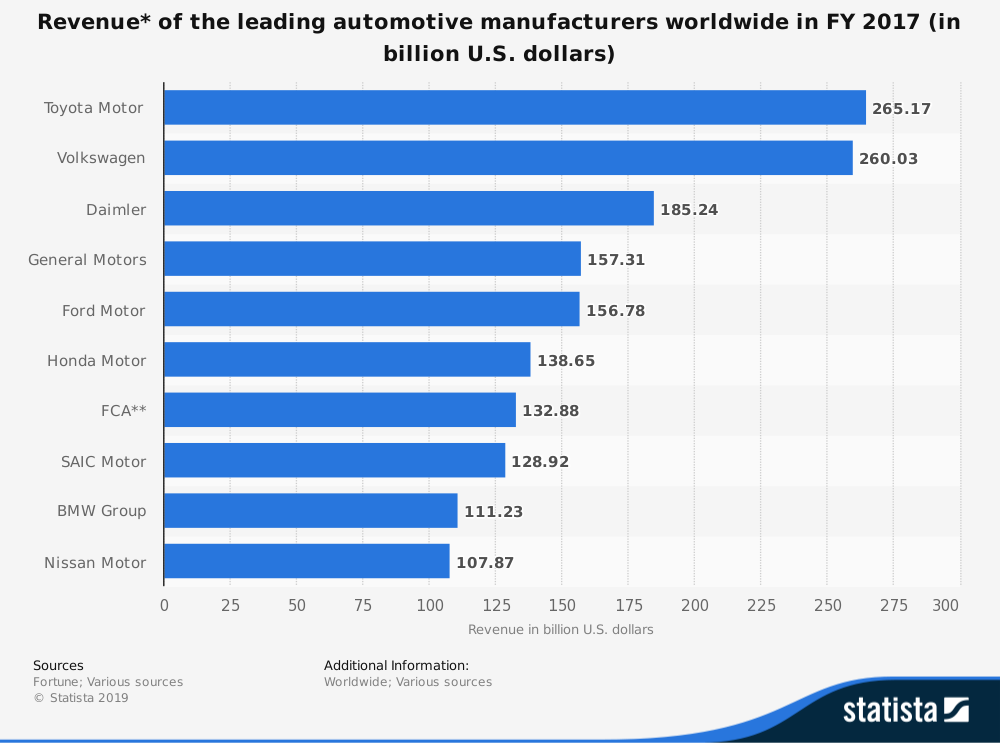 Revenue* of the leading automotive manufacturers worldwide in FY 2017 (in
billion U.S. dollars)
Toyota Motor 265.17
Volkswagen 260.03
Daimler 185.24
General Motors 157.31
Ford Motor 156.78
Honda Motor 138.65
FCA** 132.88
SAIC Motor 128.92
BMW Group 111.23
Nissan Motor 107.87
0 25 50 75 100 125 150 175 200 225 250 275 300
Revenue in billion U.S. dollars
Sources
Fortune; Various sources
© Statista 2019
Additional Information:
Worldwide; Various sources
statista